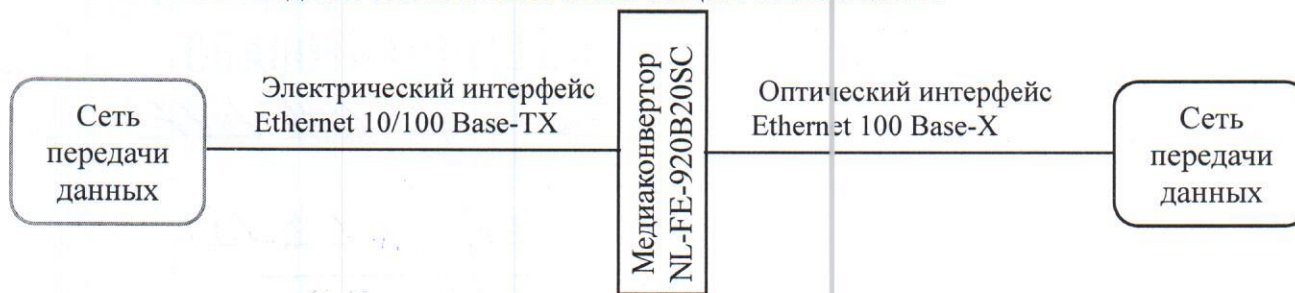 Сеть
передачи
данных
Электрический интерфейс
Ethernet 10/100 Base-TX
Медиаконвертор
NL-FE-920B20SC
Оптический интерфейс
Ethernet 100 Base-X
Сеть
передачи
данных